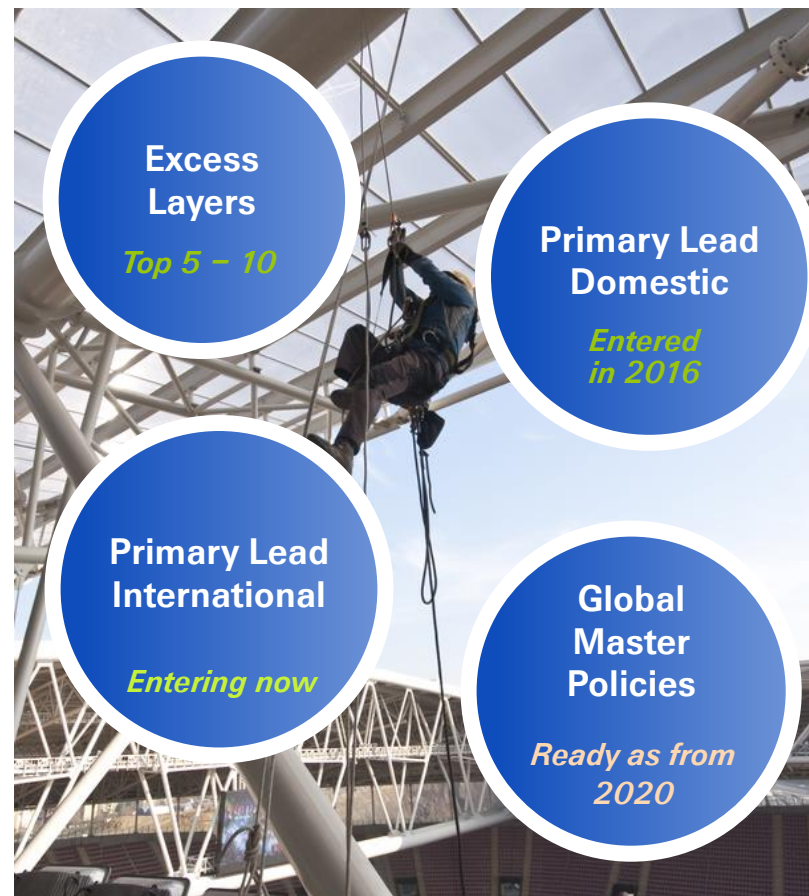 Excess
Layers
Top 5 – 10
Primary Lead
Domestic
Entered
in 2016
Primary Lead
International
Entering now
Global
Master
Policies
Ready as from
2020